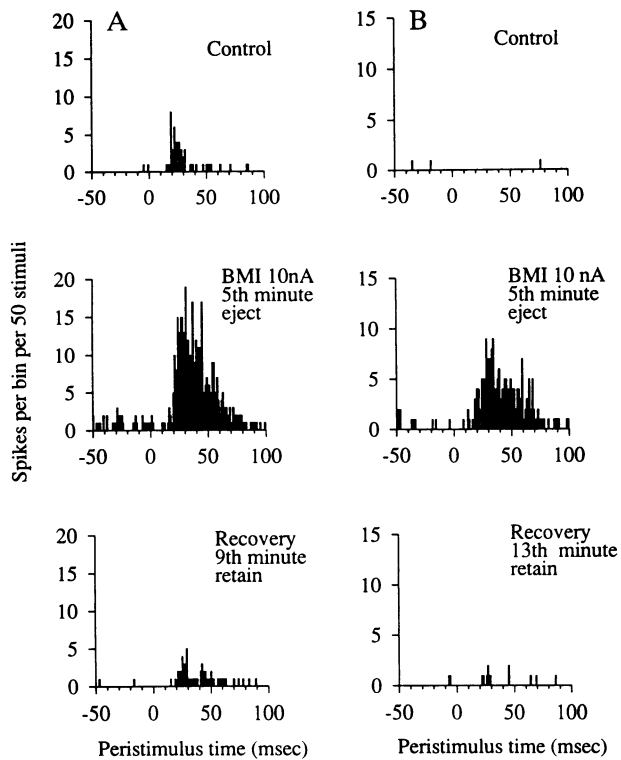 A
Control
20
15
10
5
0
-50 0 50 100
B
Control
15
10
5
0
-50 0 50 100
Spikes per bin per 50 stimuli
BMI 10nA
5th minute
eject
20
15
10
5
0
-50 0 50 100
BMI 10 nA
5th minute
eject
15
10
5
0
-50 0 50 100
Recovery
9th minute
retain
20
15
10
5
0
-50 0 50 100
Peristimulus time (msec)
Recovery
13th minute
retain
15
10
5
0
-50 0 50 100
Peristimulus time (msec)